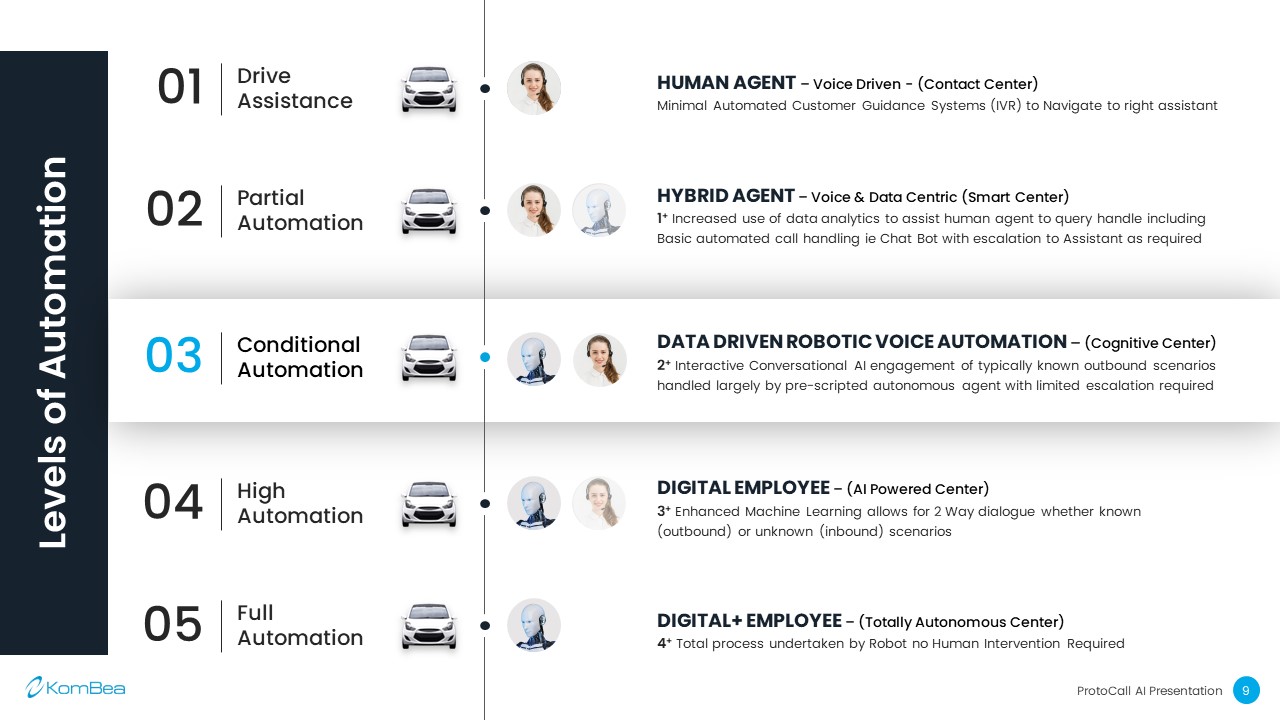 Levels of Automation
01
Drive
Assistance
HUMAN AGENT – Voice Driven - (Contact Center)
Minimal Automated Customer Guidance Systems (IVR) to Navigate to right assistant
02
Partial
Automation
HYBRID AGENT – Voice & Data Centric (Smart Center)
1⁺ Increased use of data analytics to assist human agent to query handle including
Basic automated call handling ie Chat Bot with escalation to Assistant as required
03
Conditional
Automation
DATA DRIVEN ROBOTIC VOICE AUTOMATION – (Cognitive Center)
2⁺ Interactive Conversational AI engagement of typically known outbound scenarios
handled largely by pre-scripted autonomous agent with limited escalation required
04
High
Automation
DIGITAL EMPLOYEE – (AI Powered Center)
3⁺ Enhanced Machine Learning allows for 2 Way dialogue whether known
(outbound) or unknown (inbound) scenarios
05
Full
Automation
DIGITAL+ EMPLOYEE – (Totally Autonomous Center)
4⁺ Total process undertaken by Robot no Human Intervention Required
KomBea
ProtoCall AI Presentation 9